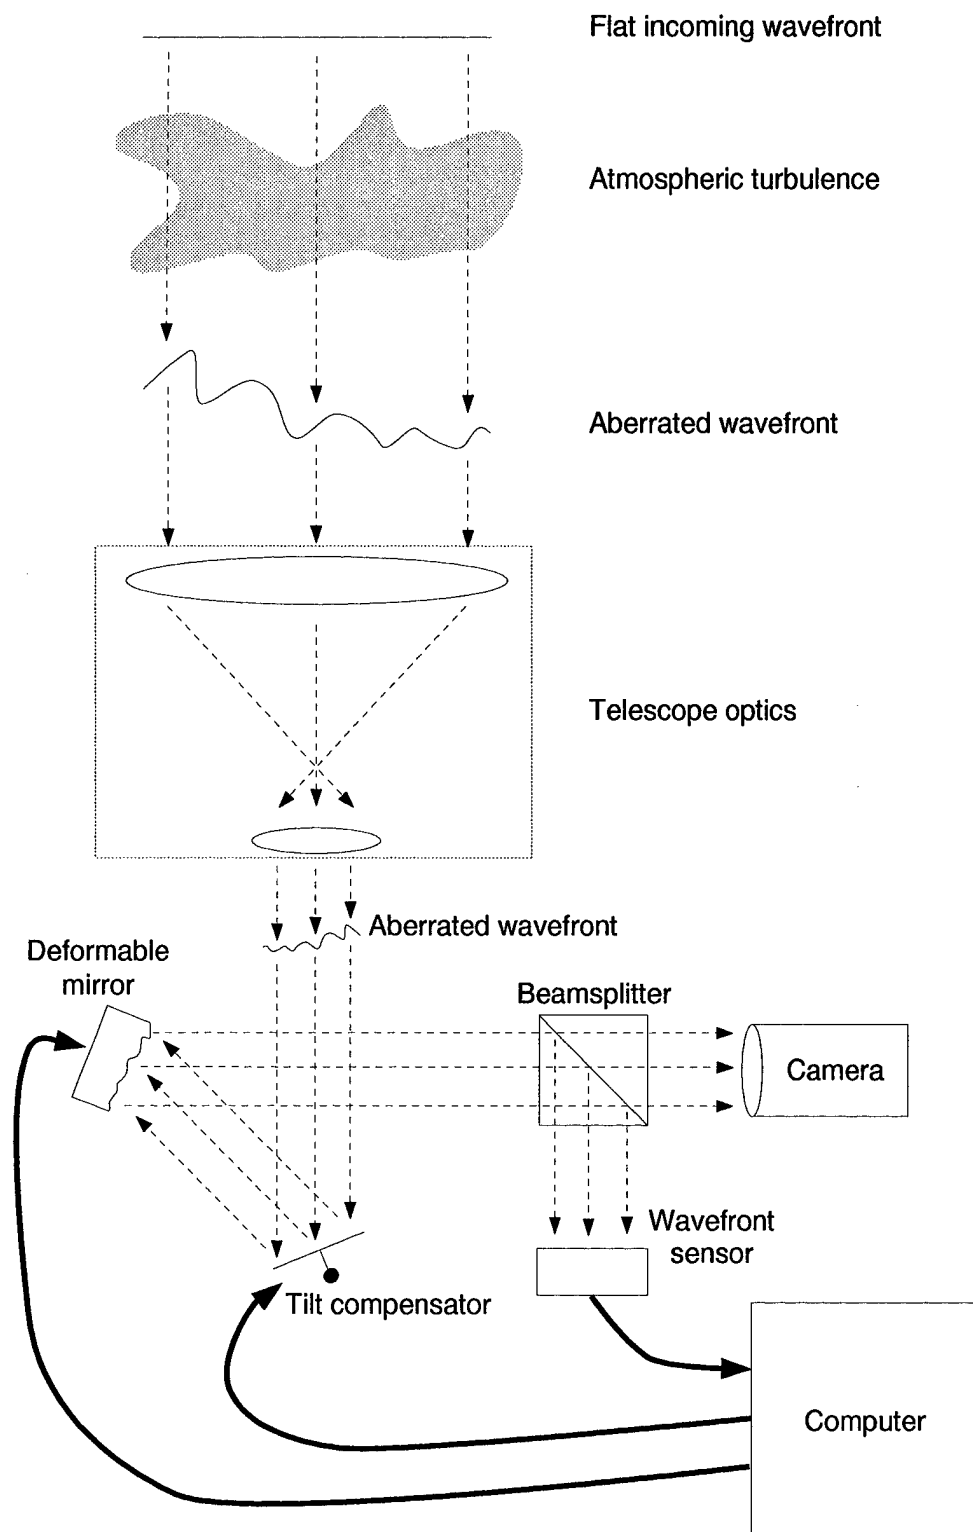 Flat incoming wavefront
Atmospheric turbulence
Aberrated wavefront
Telescope optics
Aberrated wavefront
Deformable
mirror
Beamsplitter
Camera
Wavefront
sensor
Tilt compensator
Computer